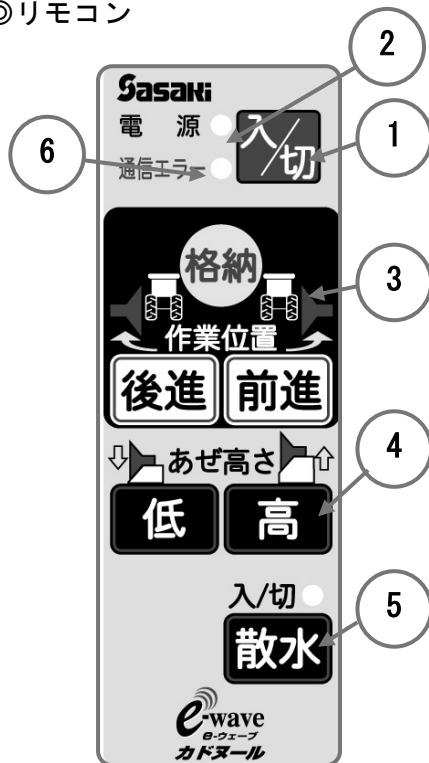 ◎リモコン
2
Sasaki
電源
入/切
1
6
通信エラー
格納
3
作業位置
後進 前進
4
あぜ高さ
低 高
入/切
5
散水
e-wave
e-ウェーブ
カドヌール